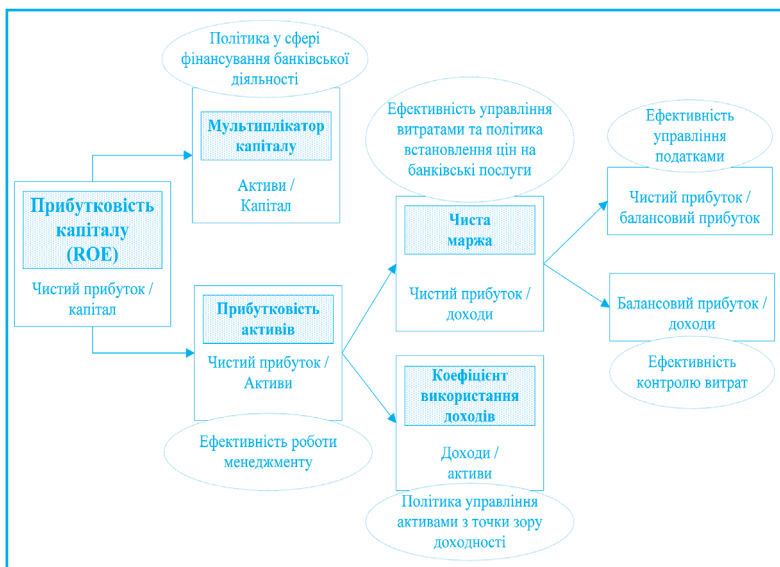 Політика у сфері
фінансування банківської
діяльності
Мультиплікатор
капіталу
Активи /
Капітал
Прибутковість
капіталу
(ROE)
Чистий прибуток /
капітал
Прибутковість
активів
Чистий прибуток /
Активи
Ефективність роботи
менеджменту
Ефективність управління
витратами та політика
встановлення цін на
банківські послуги
Чиста
маржа
Чистий прибуток /
доходи
Коефіцієнт
використання
доходів
Доходи /
активи
Політика управління
активами з точки зору
доходності
Ефективність
управління
податками
Чистий прибуток /
балансовий прибуток
Балансовий прибуток /
доходи
Ефективність
контролю витрат